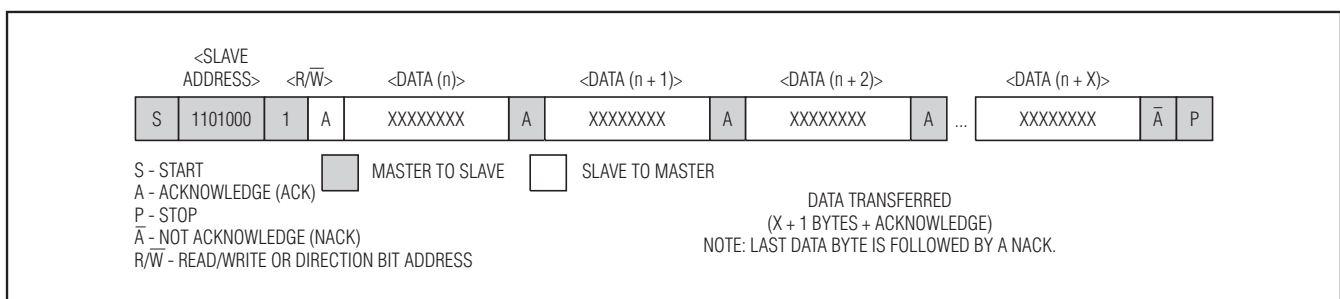 <SLAVE
ADDRESS> <R/W̅> <DATA (n)> <DATA (n + 1)> <DATA (n + 2)> <DATA (n + X)>
S 1101000 1 A XXXXXXXX A XXXXXXXX A XXXXXXXX A ... XXXXXXXX A̅ P
S - START MASTER TO SLAVE SLAVE TO MASTER
A - ACKNOWLEDGE (ACK)
P - STOP
A̅ - NOT ACKNOWLEDGE (NACK)
R/W̅ - READ/WRITE OR DIRECTION BIT ADDRESS
DATA TRANSFERRED
(X + 1 BYTES + ACKNOWLEDGE)
NOTE: LAST DATA BYTE IS FOLLOWED BY A NACK.